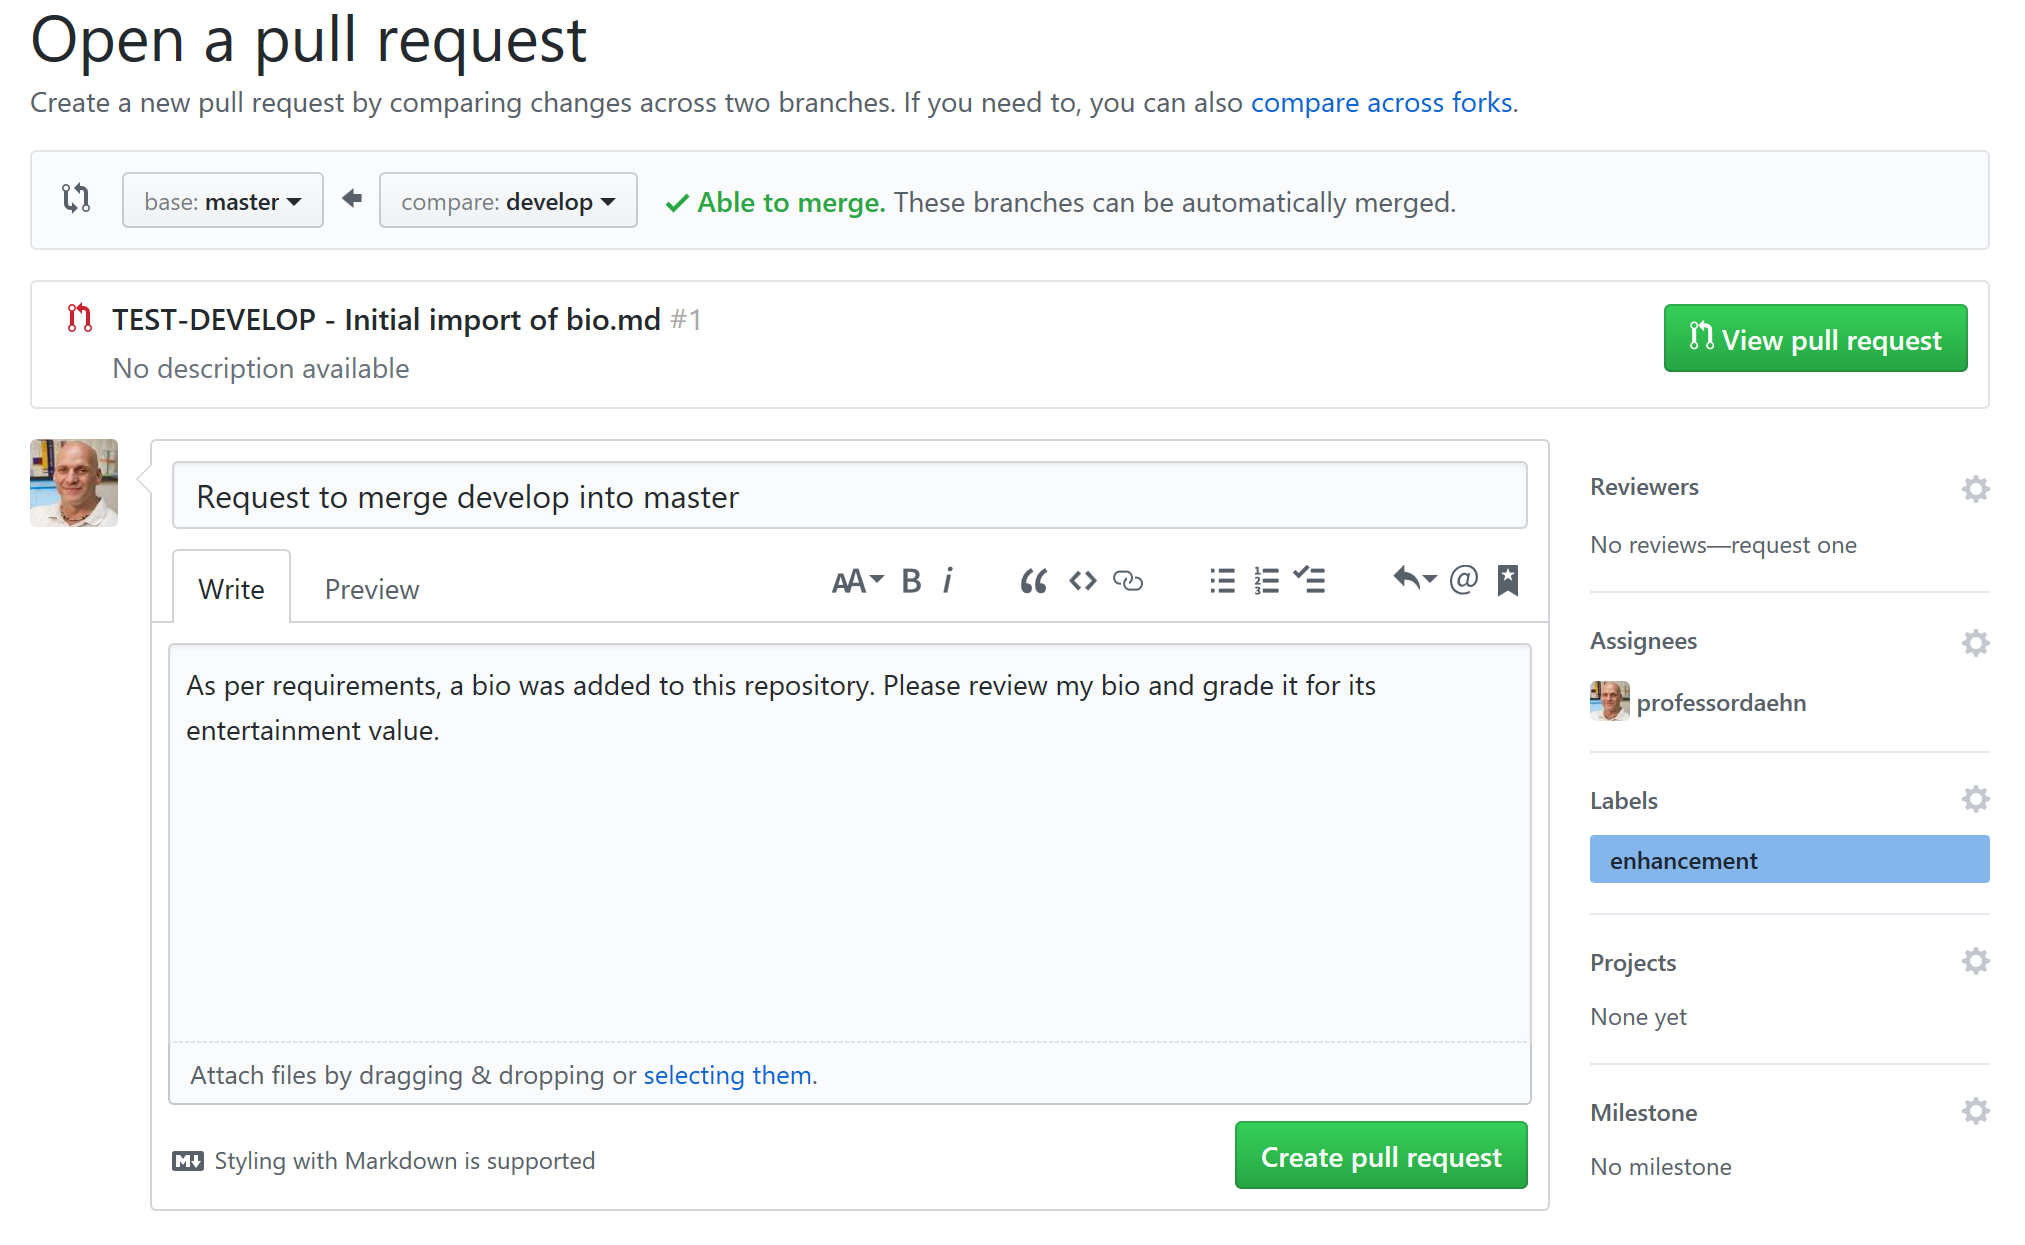 Open a pull request
Create a new pull request by comparing changes across two branches. If you need to, you can also compare across forks.
base: master
compare: develop
Able to merge. These branches can be automatically merged.
TEST-DEVELOP - Initial import of bio.md #1
No description available
View pull request
Request to merge develop into master
Write
Preview
AA B i
As per requirements, a bio was added to this repository. Please review my bio and grade it for its
entertainment value.
Attach files by dragging & dropping or selecting them.
Styling with Markdown is supported
Create pull request
Reviewers
No reviews—request one
Assignees
professordaehn
Labels
enhancement
Projects
None yet
Milestone
No milestone